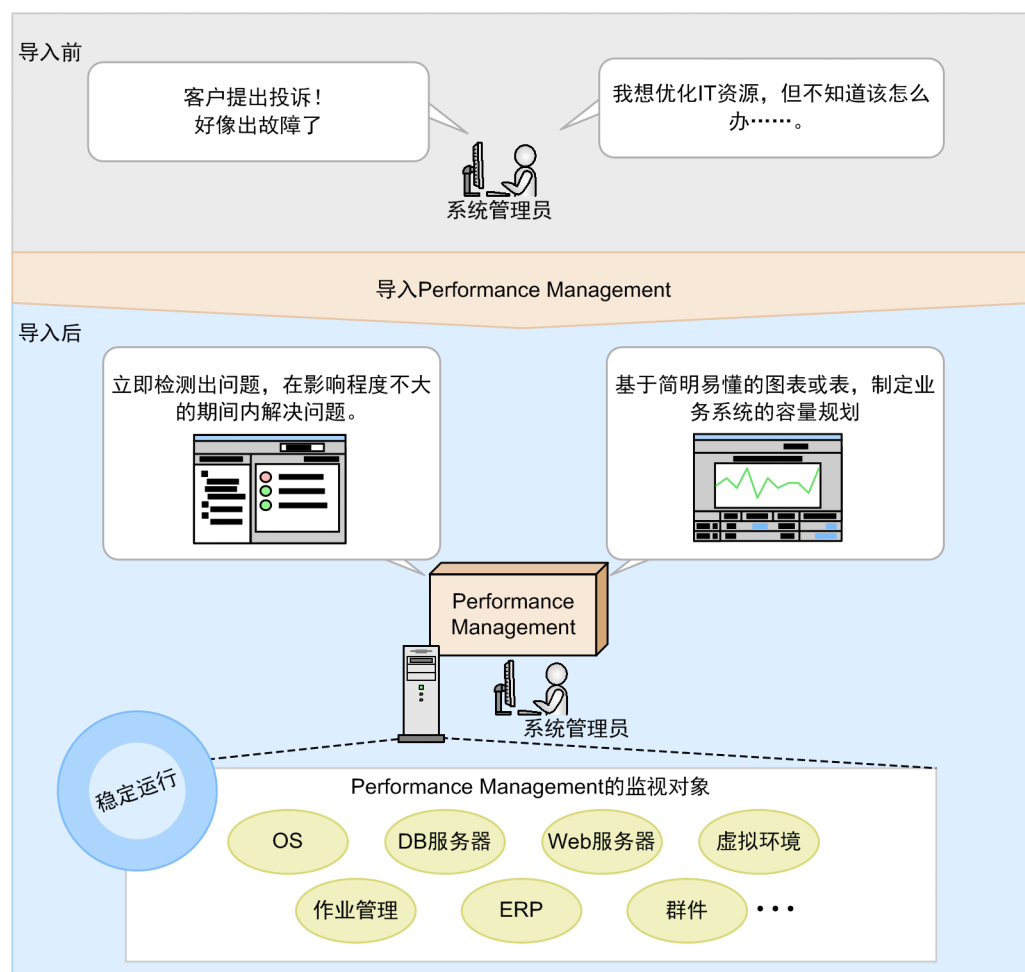 导入前
客户提出投诉！
好像出故障了
我想优化IT资源，但不知道该怎么
办……。
系统管理员
导入Performance Management
导入后
立即检测出问题，在影响程度不大
的期间内解决问题。
基于简明易懂的图表或表，制定业
务系统的容量规划
Performance
Management
系统管理员
稳定运行
Performance Management的监视对象
OS
DB服务器
Web服务器
虚拟环境
作业管理
ERP
群件
・・・